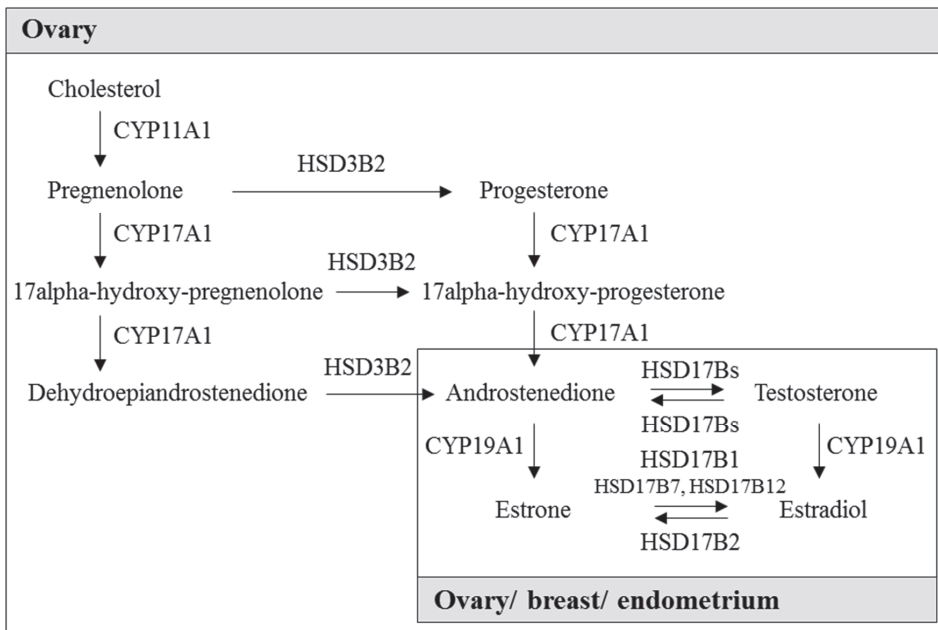 Ovary
Cholesterol
CYP11A1
HSD3B2
Pregnenolone
Progesterone
CYP17A1
CYP17A1
HSD3B2
17alpha-hydroxy-pregnenolone
17alpha-hydroxy-progesterone
CYP17A1
CYP17A1
HSD3B2
HSD17Bs
Dehydroepiandrostenedione
Androstenedione
Testosterone
HSD17Bs
CYP19A1
CYP19A1
HSD17B1
HSD17B7, HSD17B12
Estrone
Estradiol
HSD17B2
Ovary/ breast/ endometrium